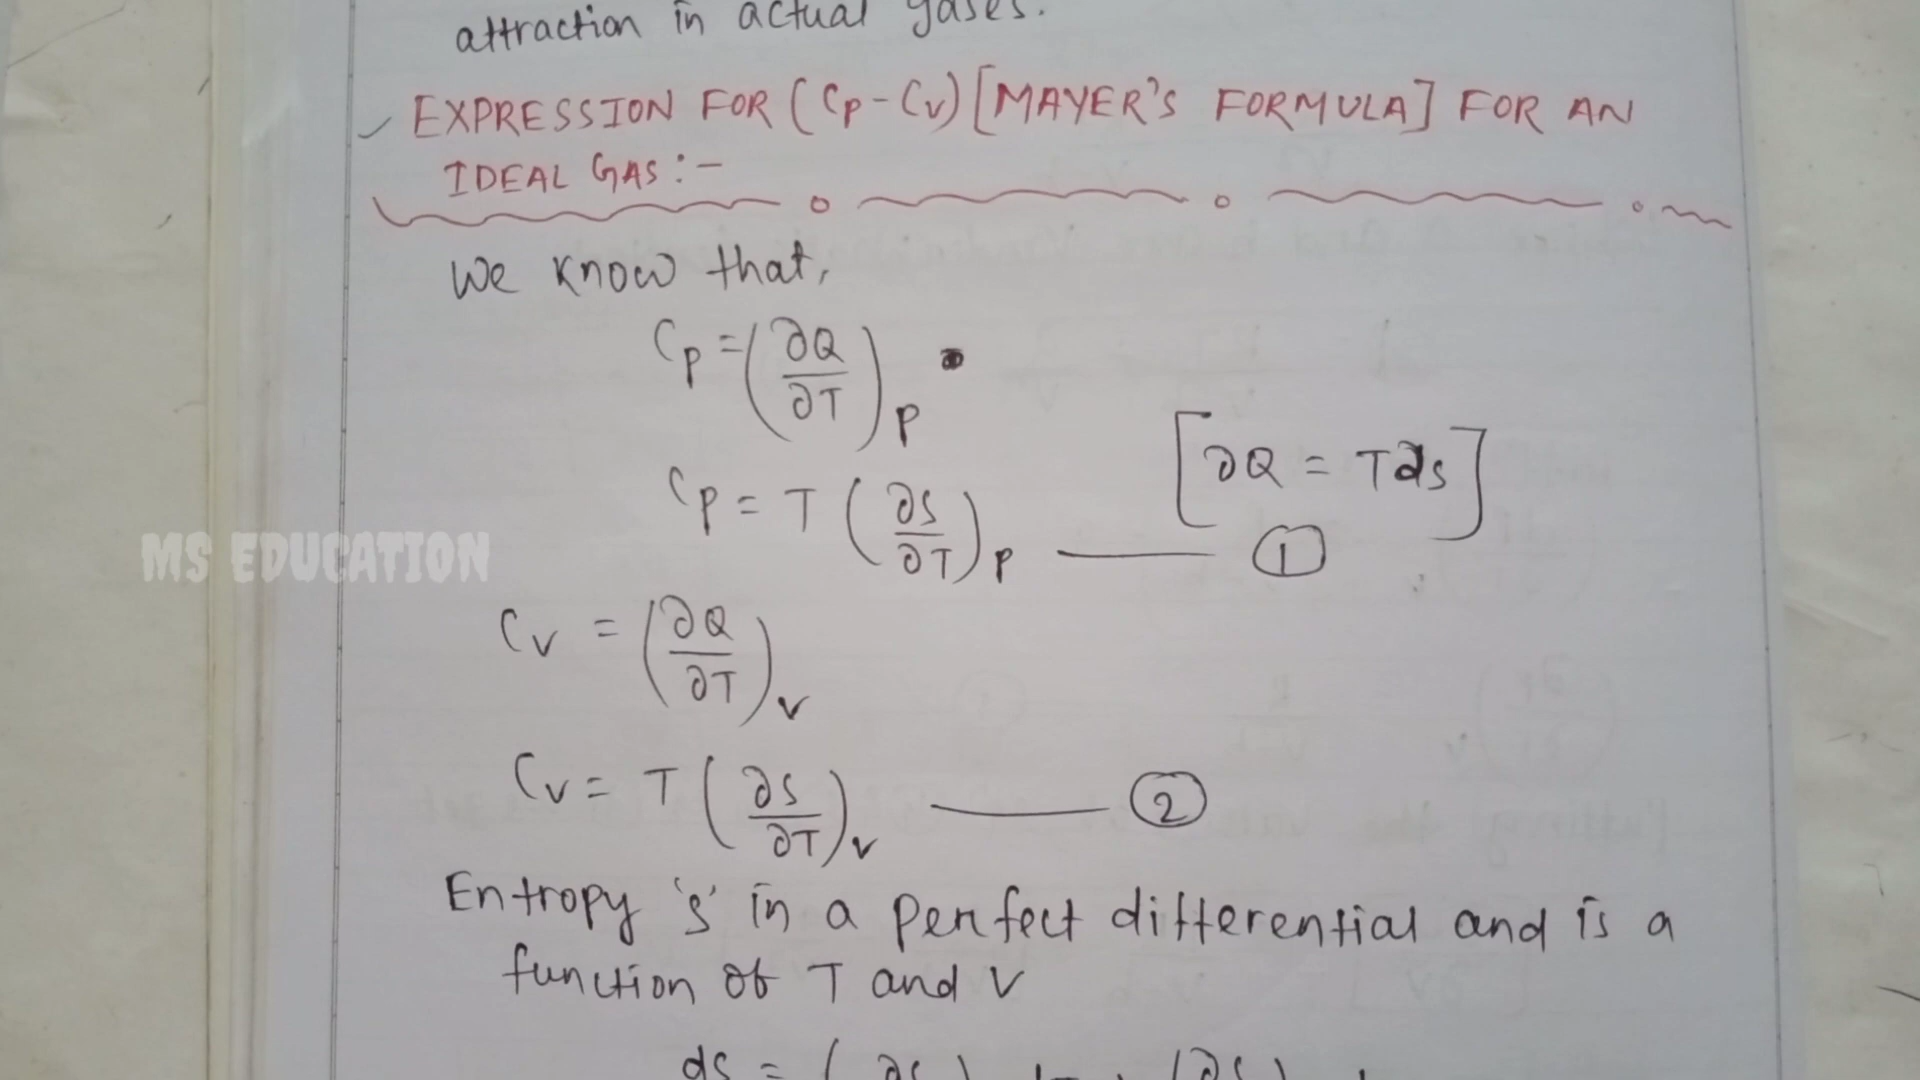 attraction in actual gases.
EXPRESSION FOR (Cp-Cv) [MAYER'S FORMULA] FOR AN
IDEAL GAS:-
We know that,
Cp = (∂Q/∂T)p
[∂Q = T∂s]
Cp = T (∂S/∂T)p —— ①
MS EDUCATION
Cv = (∂Q/∂T)v
Cv = T (∂S/∂T)v —— ②
Entropy 's' in a perfect differential and is a
function of T and V
ds =